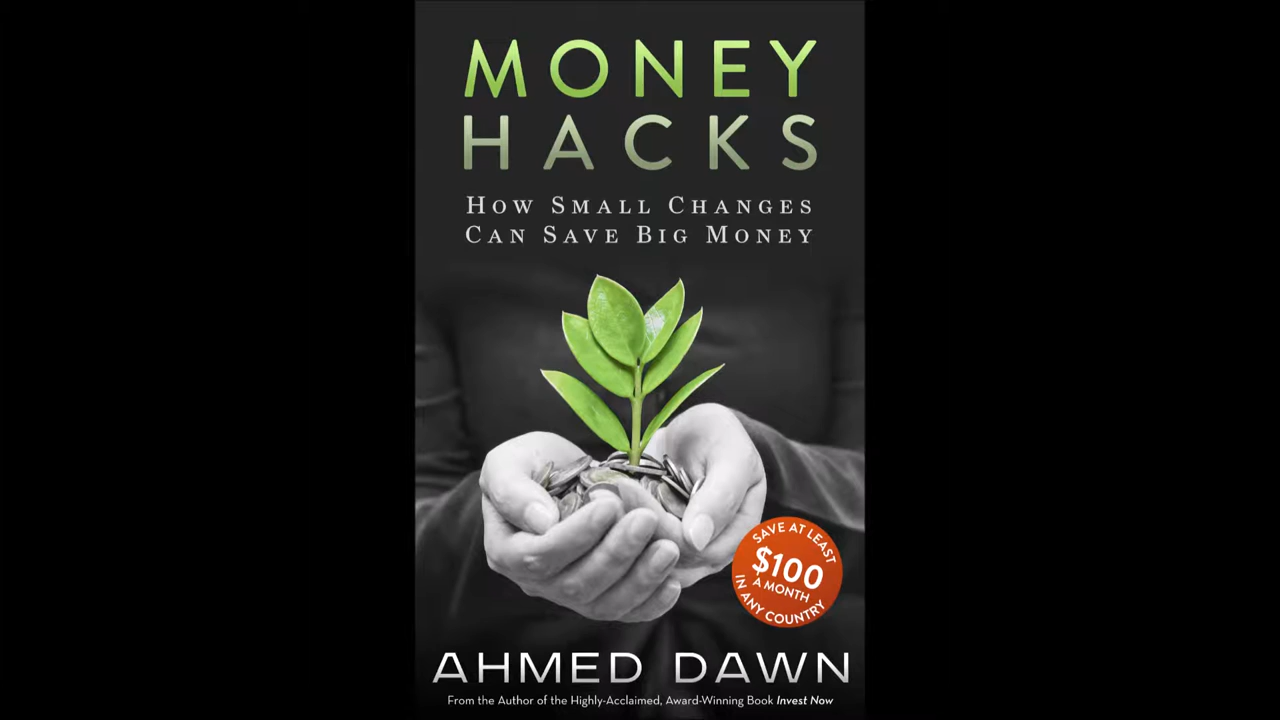 MONEY
HACKS
HOW SMALL CHANGES
CAN SAVE BIG MONEY
SAVE AT LEAST
$100
A MONTH
IN ANY COUNTRY
AHMED DAWN
From the Author of the Highly-Acclaimed, Award-Winning Book Invest Now